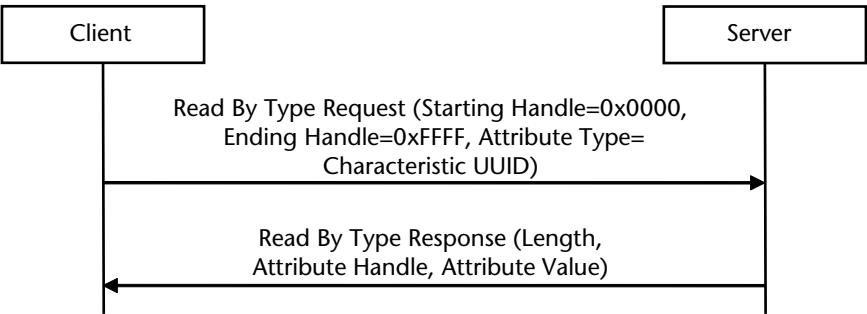 Client
Server
Read By Type Request (Starting Handle=0x0000,
Ending Handle=0xFFFF, Attribute Type=
Characteristic UUID)
Read By Type Response (Length,
Attribute Handle, Attribute Value)